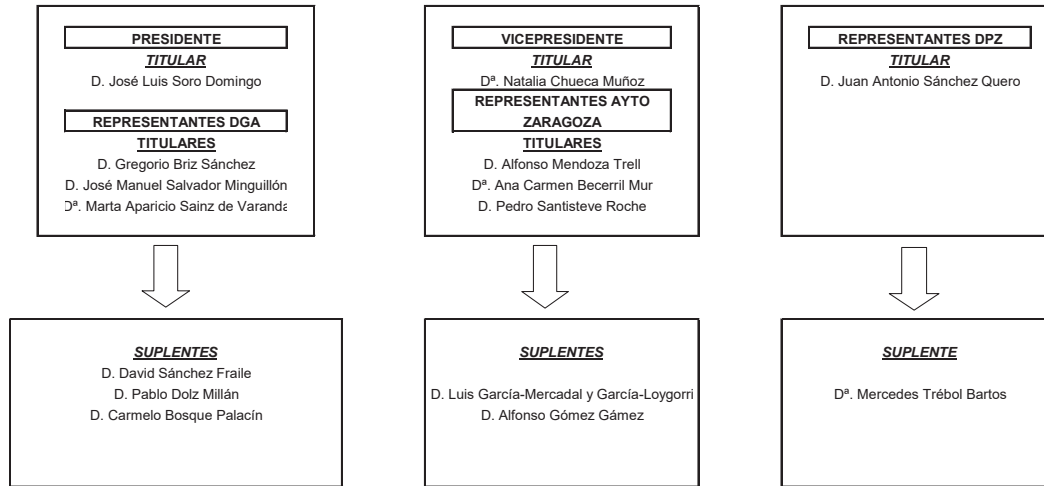 PRESIDENTE
TITULAR
D. José Luis Soro Domingo
REPRESENTANTES DGA
TITULARES
D. Gregorio Briz Sánchez
D. José Manuel Salvador Minguillón
Dª. Marta Aparicio Sainz de Varanda
VICEPRESIDENTE
TITULAR
Dª. Natalia Chueca Muñoz
REPRESENTANTES AYTO
ZARAGOZA
TITULARES
D. Alfonso Mendoza Trell
Dª. Ana Carmen Becerril Mur
D. Pedro Santisteve Roche
REPRESENTANTES DPZ
TITULAR
D. Juan Antonio Sánchez Quero
SUPLENTES
D. David Sánchez Fraile
D. Pablo Dolz Millán
D. Carmelo Bosque Palacín
SUPLENTES
D. Luis García-Mercadal y García-Loygorri
D. Alfonso Gómez Gámez
SUPLENTE
Dª. Mercedes Trébol Bartos